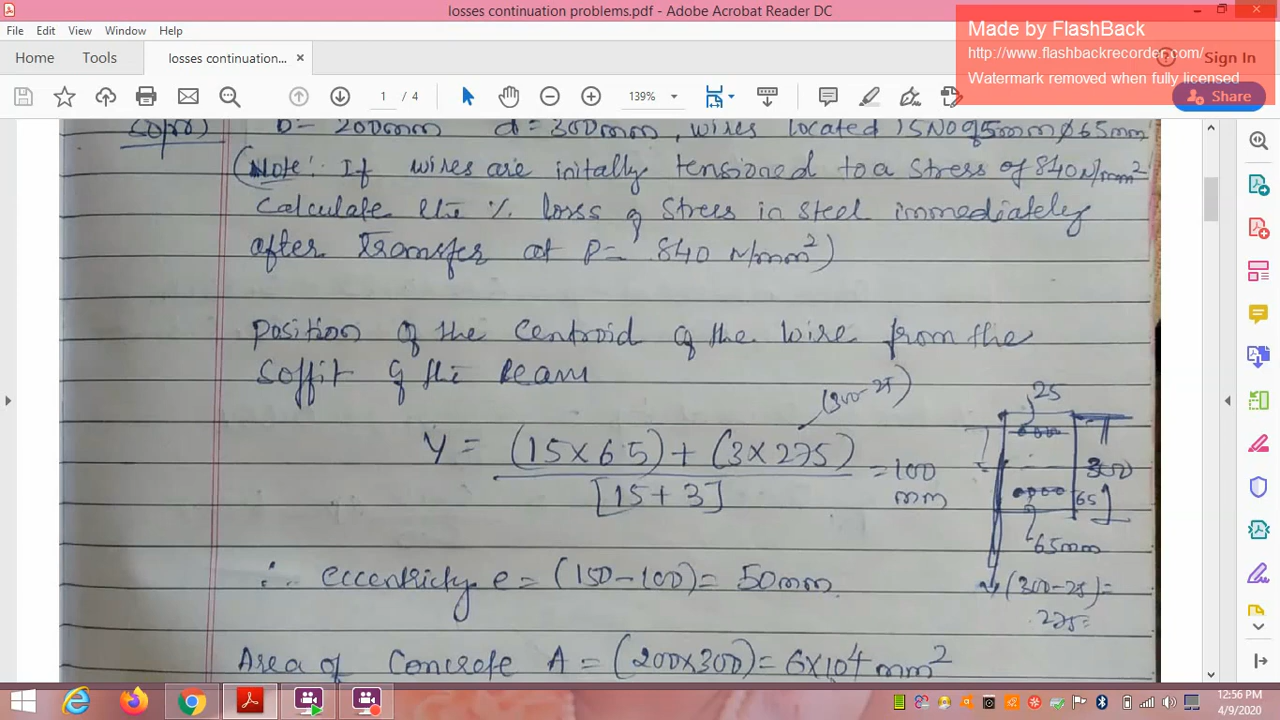 losses continuation problems.pdf - Adobe Acrobat Reader DC
Made by FlashBack
http://www.flashbackrecorder.com/
Watermark removed when fully licensed
File Edit View Window Help
Home Tools losses continuation... ×
Sign In
1 / 4
139%
Share
b = 200mm d = 300mm, wires located 15NO of 5mm φ 65mm
(Note: If wires are initally tensioned to a stress of 840N/mm²
Calculate the % loss of stress in steel immediately
after transfer at P = 840 N/mm²)
Position of the centroid of the wire from the
Soffit of the beam
(300-25)
Y = (15×65)+(3×275) = 100
[15+3] mm
25
300
65
65mm
(300-25)=
275=
∴ eccentricity e = (150-100) = 50mm.
Area of Concrete A = (200×300) = 6×10⁴ mm²
12:56 PM
4/9/2020